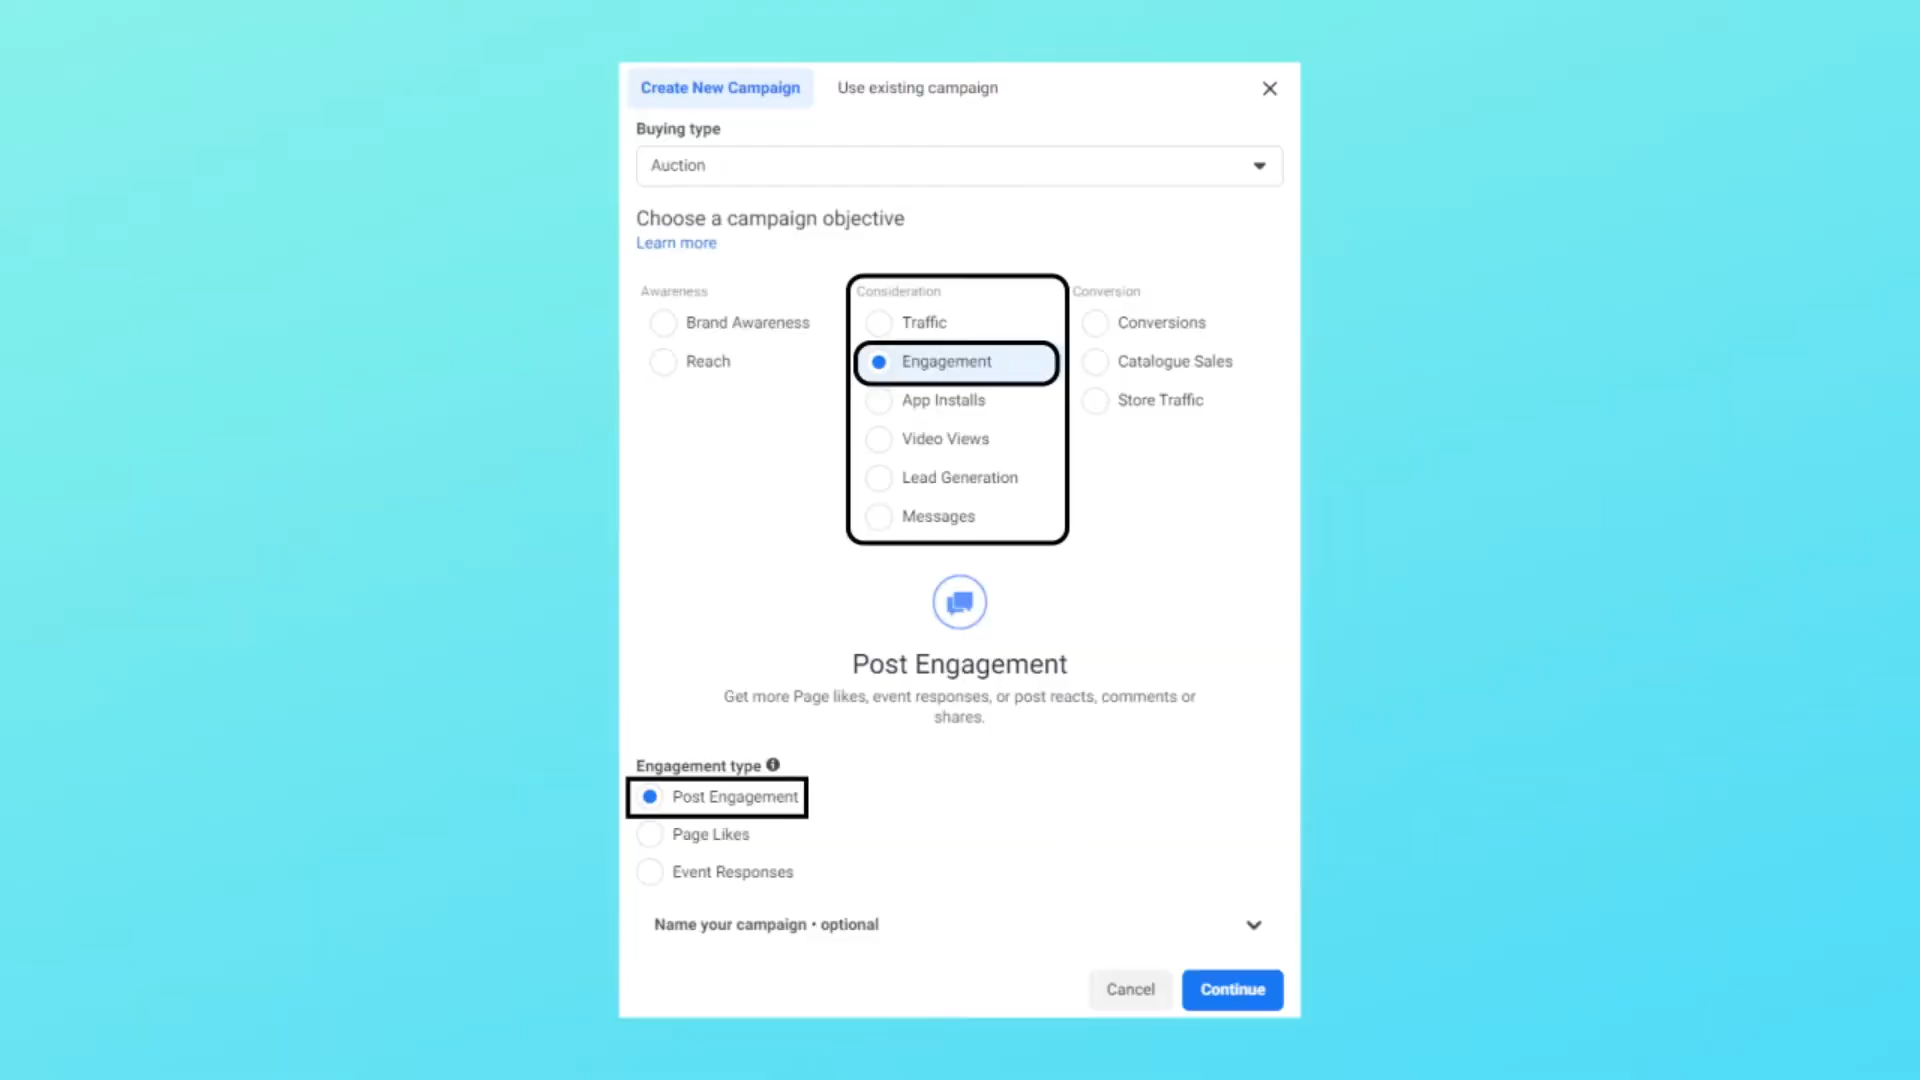 Create New Campaign
Use existing campaign
Buying type
Auction
Choose a campaign objective
Learn more
Awareness
Brand Awareness
Reach
Consideration
Traffic
Engagement
App Installs
Video Views
Lead Generation
Messages
Conversion
Conversions
Catalogue Sales
Store Traffic
Post Engagement
Get more Page likes, event responses, or post reacts, comments or
shares.
Engagement type
Post Engagement
Page Likes
Event Responses
Name your campaign • optional
Cancel
Continue